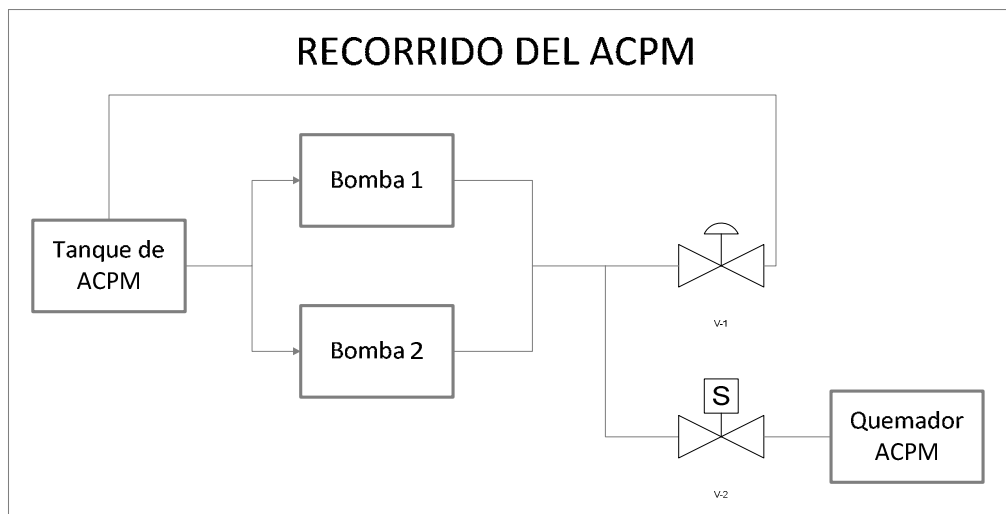 RECORRIDO DEL ACPM
Bomba 1
Tanque de
ACPM
Bomba 2
V-1
S
Quemador
ACPM
V-2